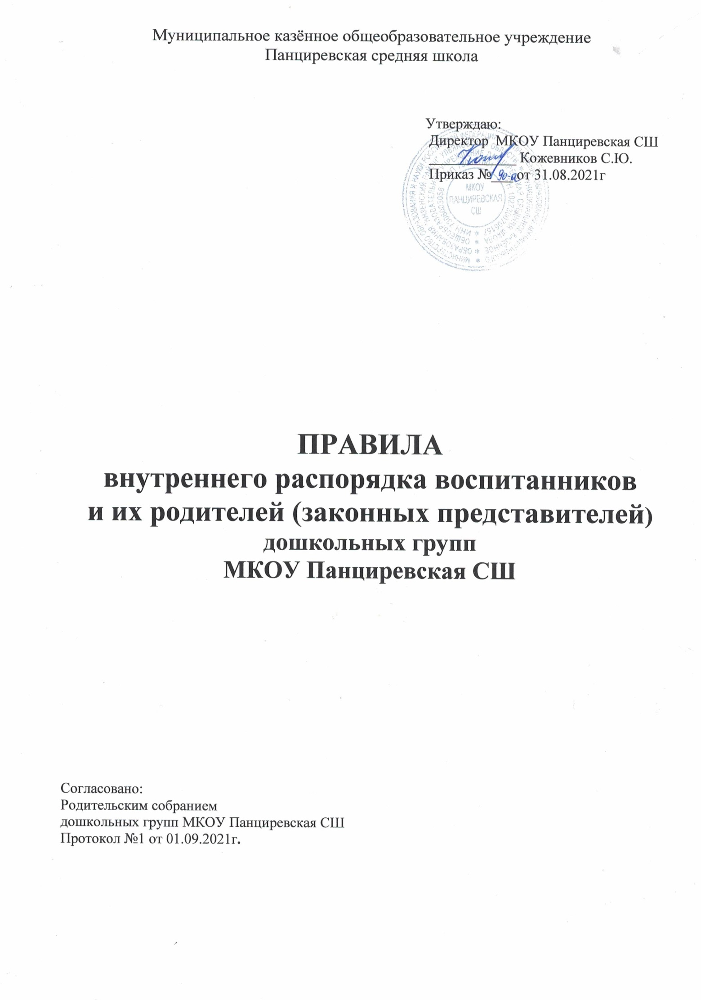 Муниципальное казённое общеобразовательное учреждение
Панциревская средняя школа
Утверждаю:
Директор МКОУ Панциревская СШ
Кожевников С.Ю.
Приказ № 90-а от 31.08.2021г
МКОУ
ПАНЦИРЕВСКАЯ
СШ
ПРАВИЛА
внутреннего распорядка воспитанников
и их родителей (законных представителей)
дошкольных групп
МКОУ Панциревская СШ
Согласовано:
Родительским собранием
дошкольных групп МКОУ Панциревская СШ
Протокол №1 от 01.09.2021г.